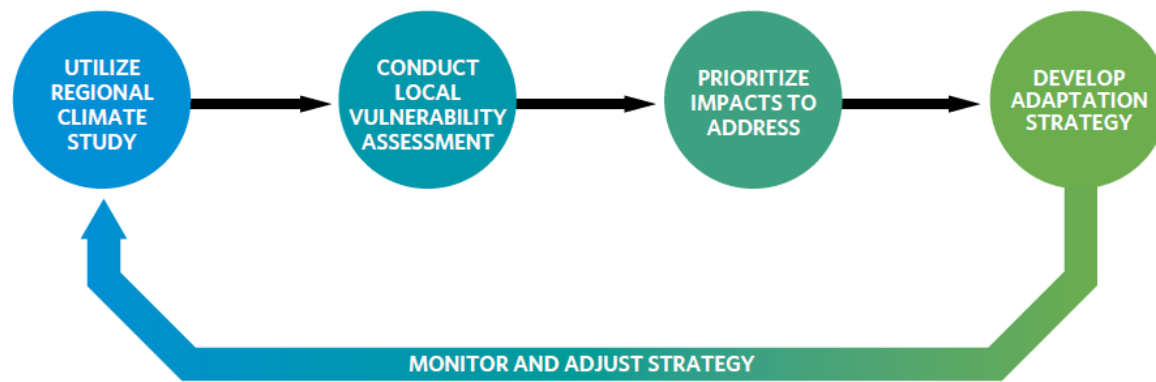 UTILIZE
REGIONAL
CLIMATE
STUDY
CONDUCT
LOCAL
VULNERABILITY
ASSESSMENT
PRIORITIZE
IMPACTS TO
ADDRESS
DEVELOP
ADAPTATION
STRATEGY
MONITOR AND ADJUST STRATEGY